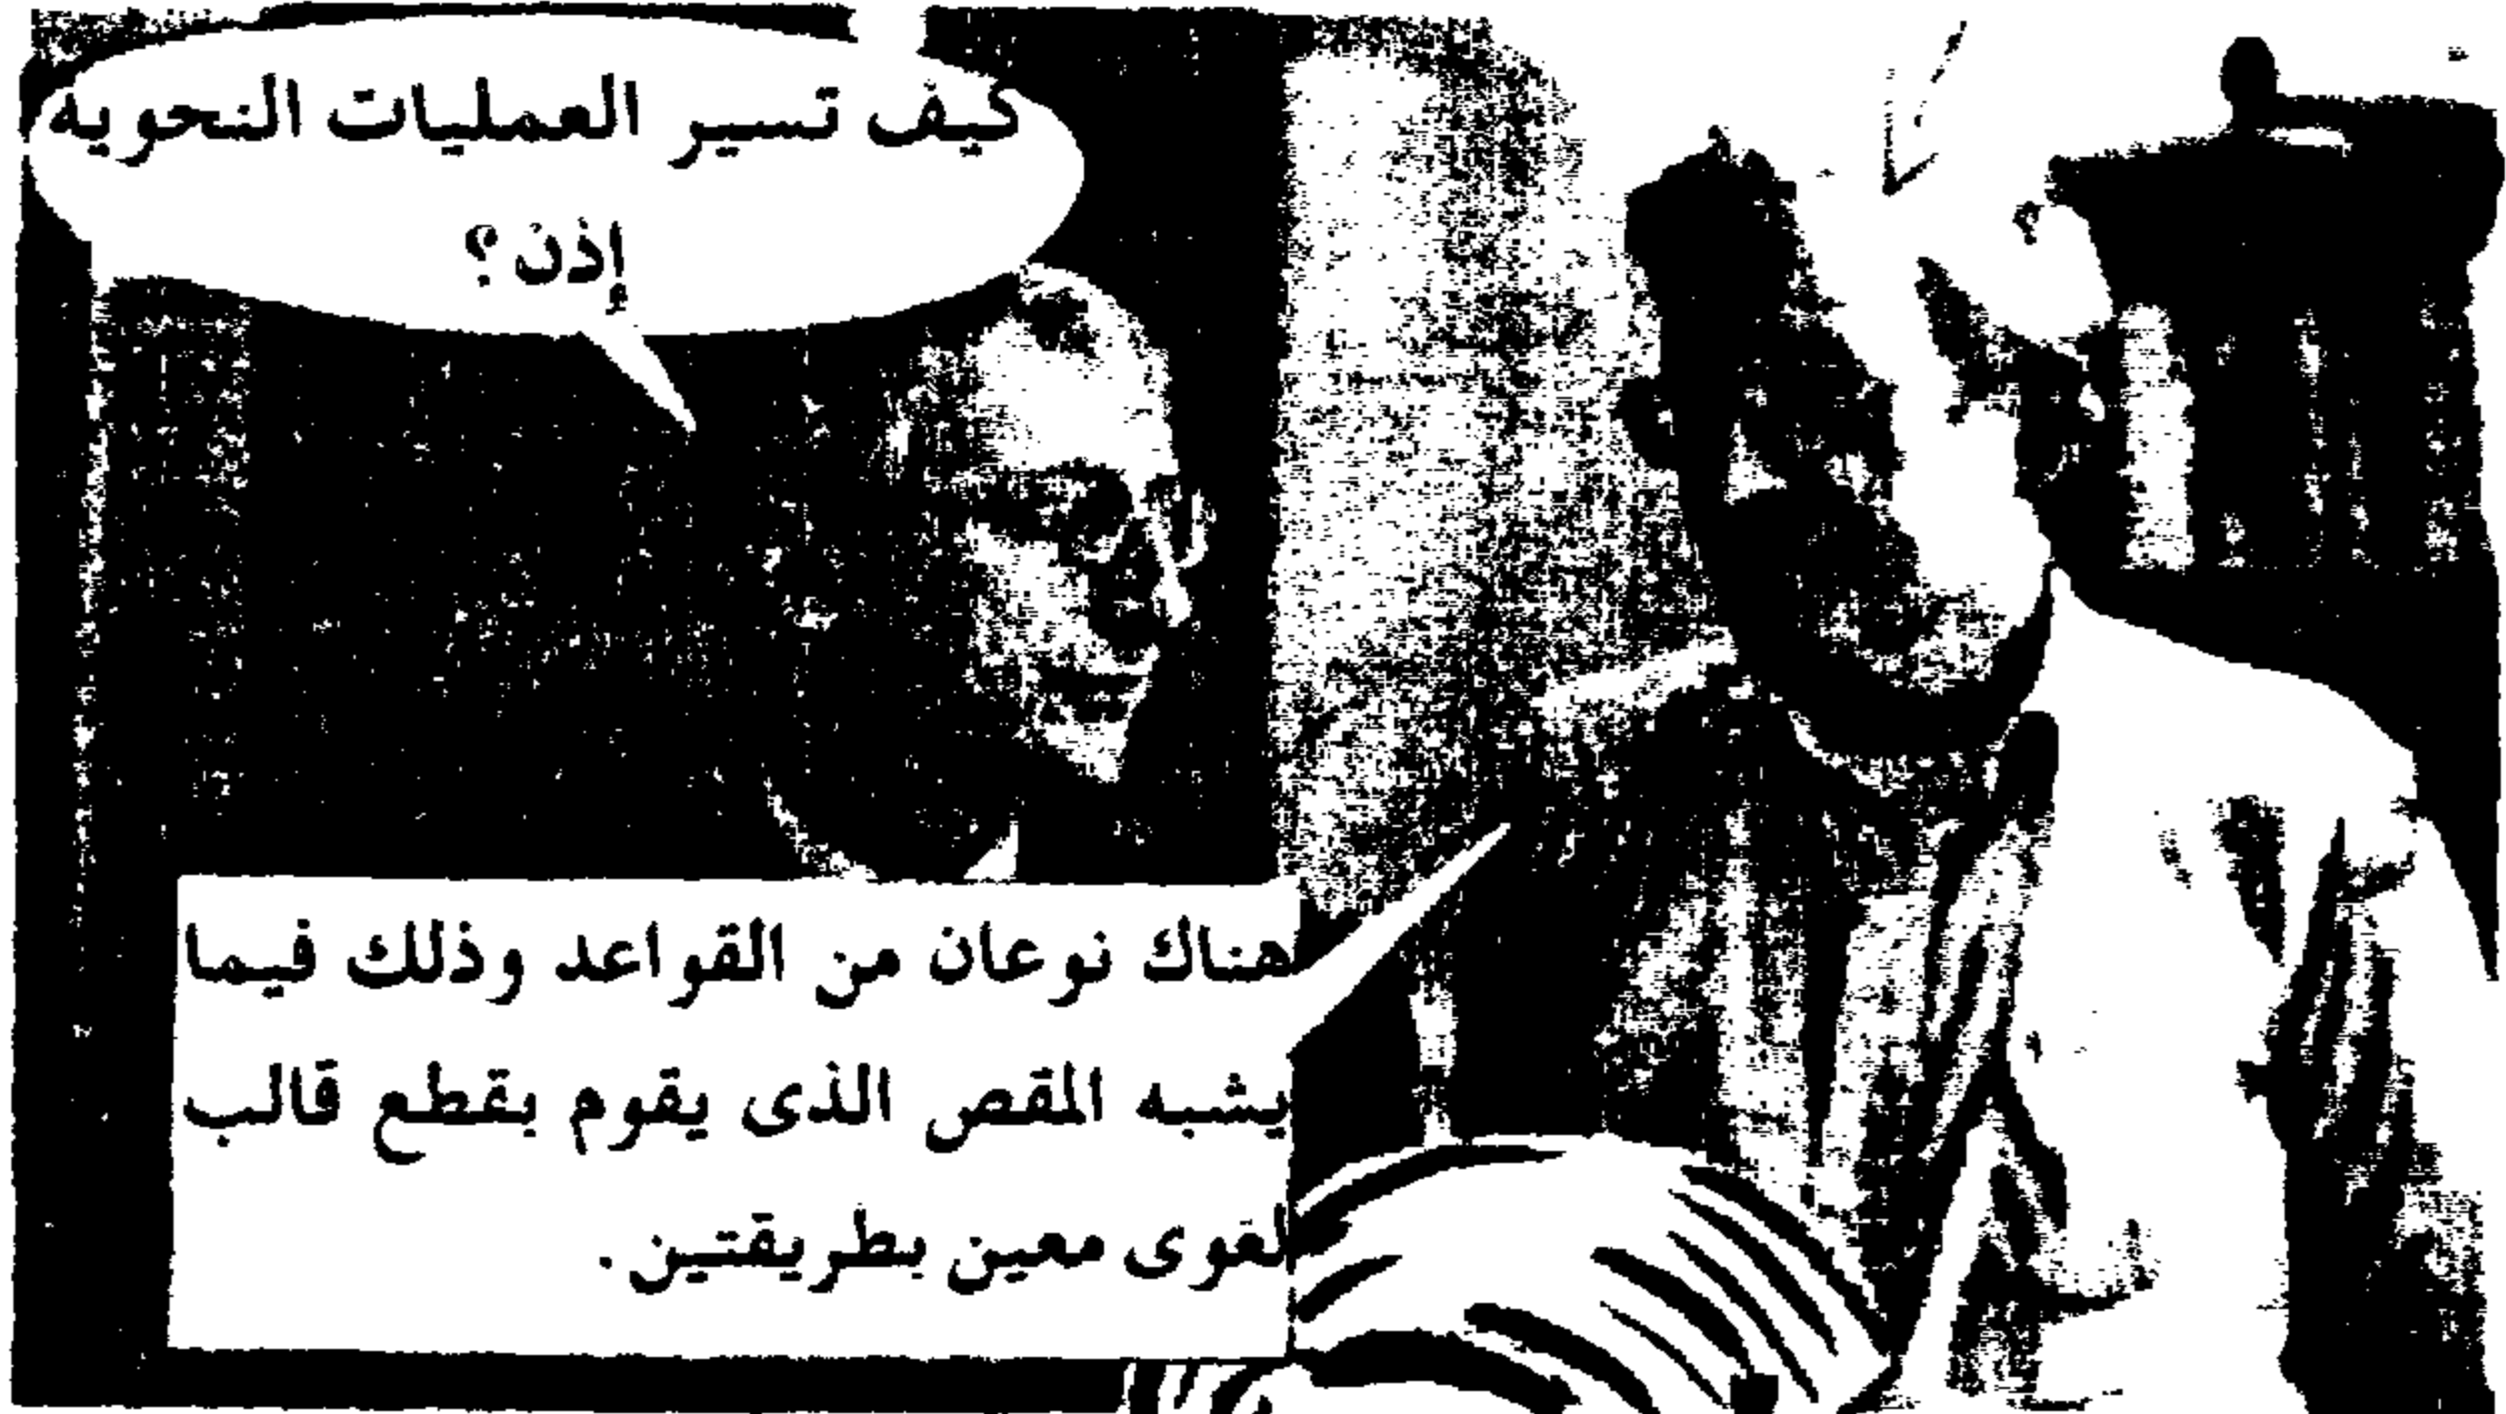 كيف تسير العمليات النحويه
إذن؟
هناك نوعان من القواعد وذلك فيما
يشبه المقص الذى يقوم بقطع قالب
لغوى معين بطريقتين.